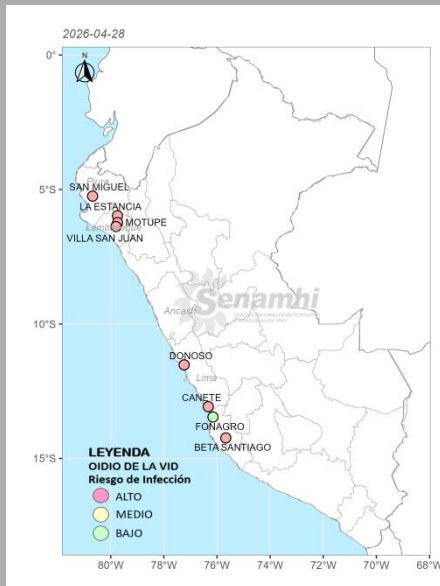 2026-04-28
N
0°
5°S
10°S
15°S
Piura
SAN MIGUEL
LA ESTANCIA
MOTUPE
Lambayeque
VILLA SAN JUAN
Senamhi
Ancash
DONOSO
Lima
CANETE
FONAGRO
BETA SANTIAGO
LEYENDA
OIDIO DE LA VID
Riesgo de Infección
ALTO
MEDIO
BAJO
80°W 78°W 76°W 74°W 72°W 70°W 68°W